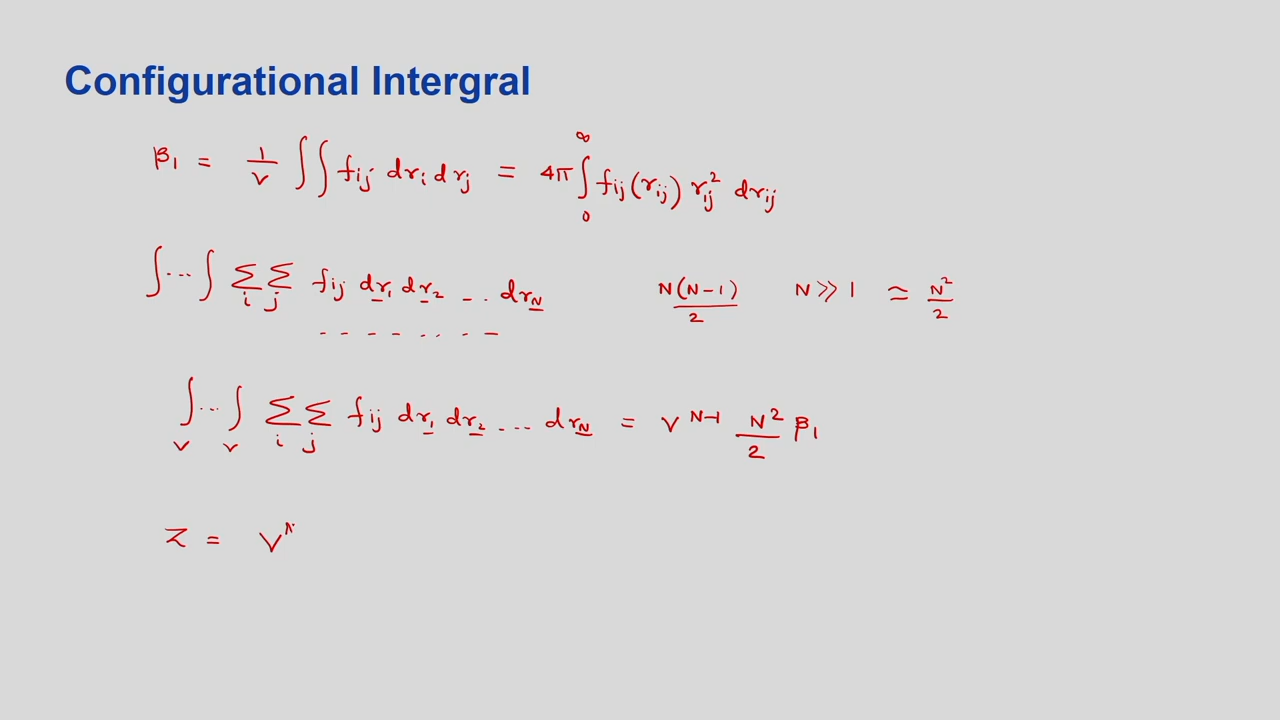 Configurational Intergral
β₁ = 1/V ∫∫ fij dri drj = 4π ∫₀^∞ fij(rij) rij² drij
∫...∫ Σi Σj fij dr1 dr2 ... drN    N(N-1)/2    N >> 1    ≈ N²/2
∫v...∫v Σi Σj fij dr1 dr2 ... drN = V^(N-1) N²/2 β₁
Z = V